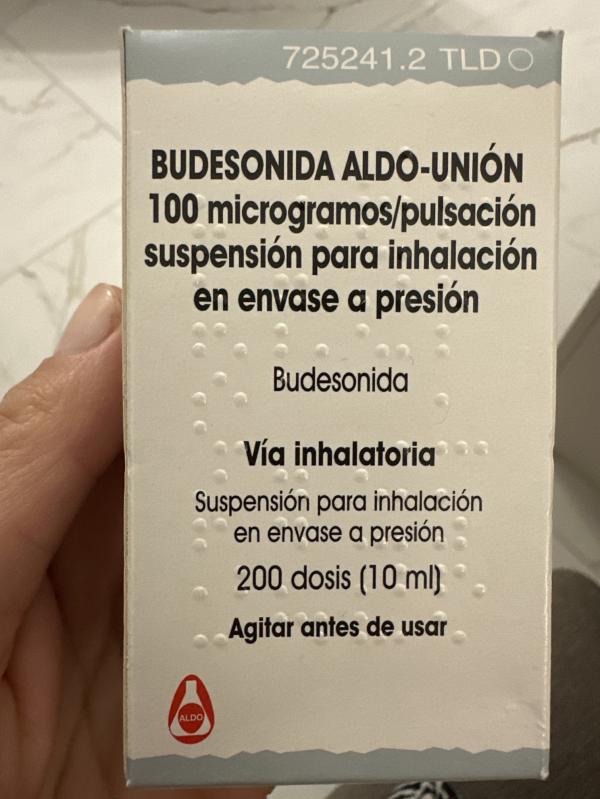 725241.2 TLD
BUDESONIDA ALDO-UNIÓN
100 microgramos/pulsación
suspensión para inhalación
en envase a presión
Budesonida
Vía inhalatoria
Suspensión para inhalación
en envase a presión
200 dosis (10 ml)
Agitar antes de usar
ALDO